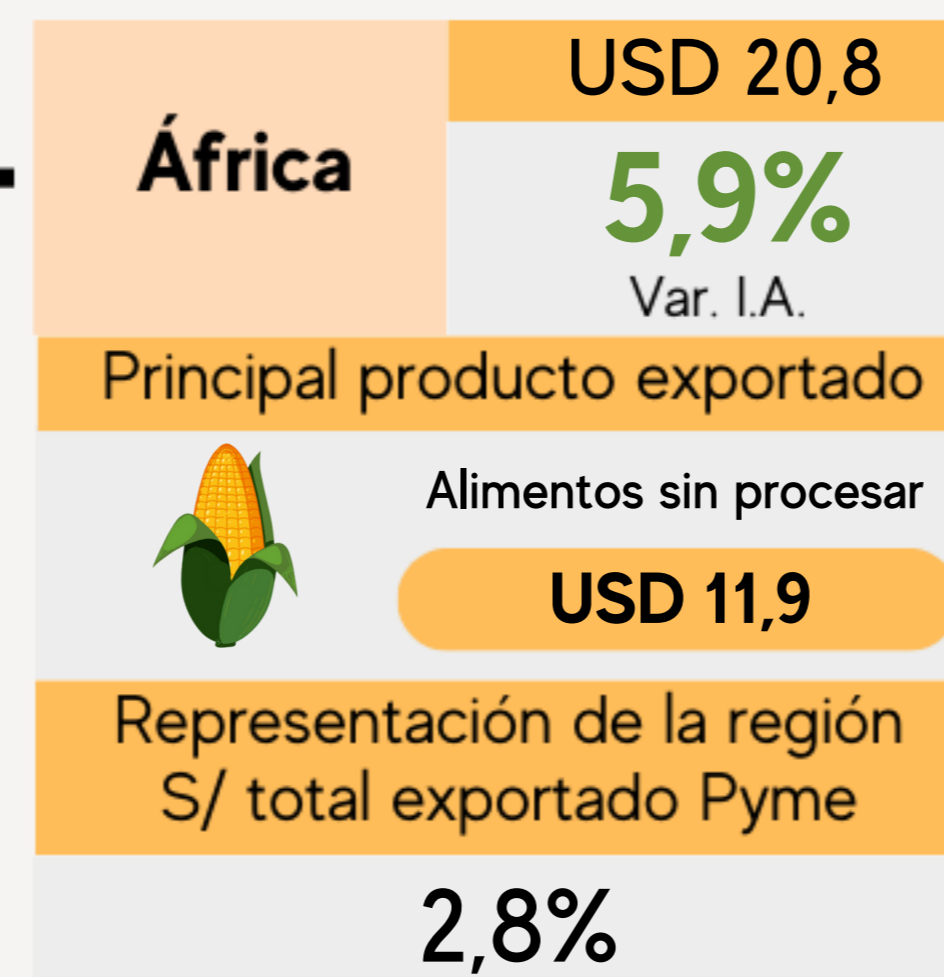 África
USD 20,8
5,9%
Var. I.A.
Principal producto exportado
Alimentos sin procesar
USD 11,9
Representación de la región
S/ total exportado Pyme
2,8%